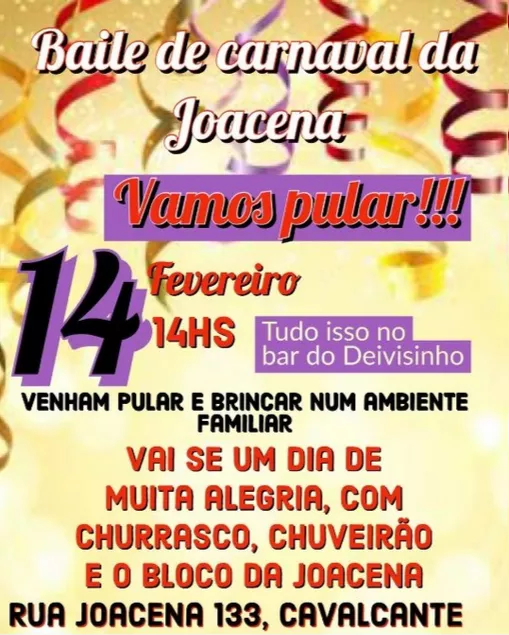 Baile de carnaval da
Joacena
Vamos pular!!!
14 Fevereiro
14HS
Tudo isso no
bar do Deivisinho
VENHAM PULAR E BRINCAR NUM AMBIENTE
FAMILIAR
VAI SE UM DIA DE
MUITA ALEGRIA, COM
CHURRASCO, CHUVEIRÃO
E O BLOCO DA JOACENA
RUA JOACENA 133, CAVALCANTE